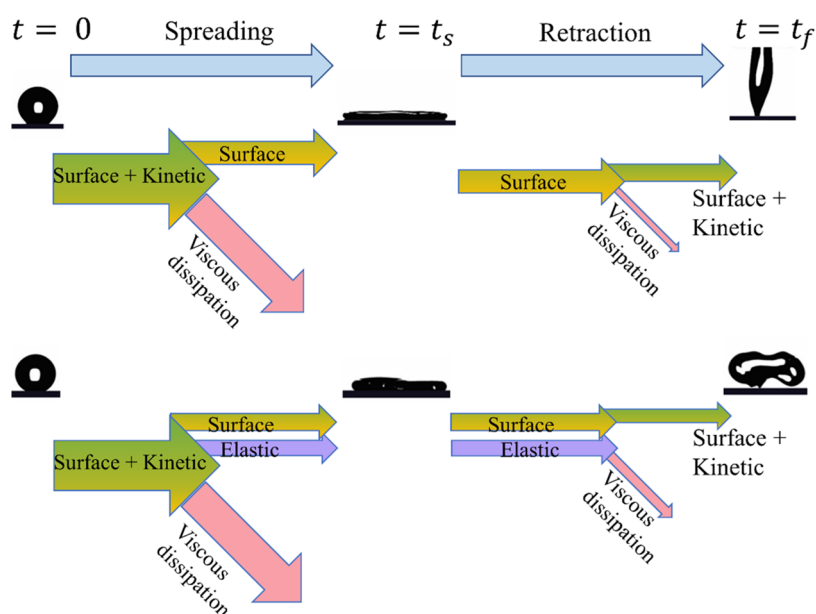 t = 0 Spreading t = t_s Retraction t = t_f
Surface
Surface + Kinetic
Viscous
dissipation
Surface
Surface +
Kinetic
Viscous
dissipation
Surface
Elastic
Surface + Kinetic
Viscous
dissipation
Surface
Elastic
Surface +
Kinetic
Viscous
dissipation